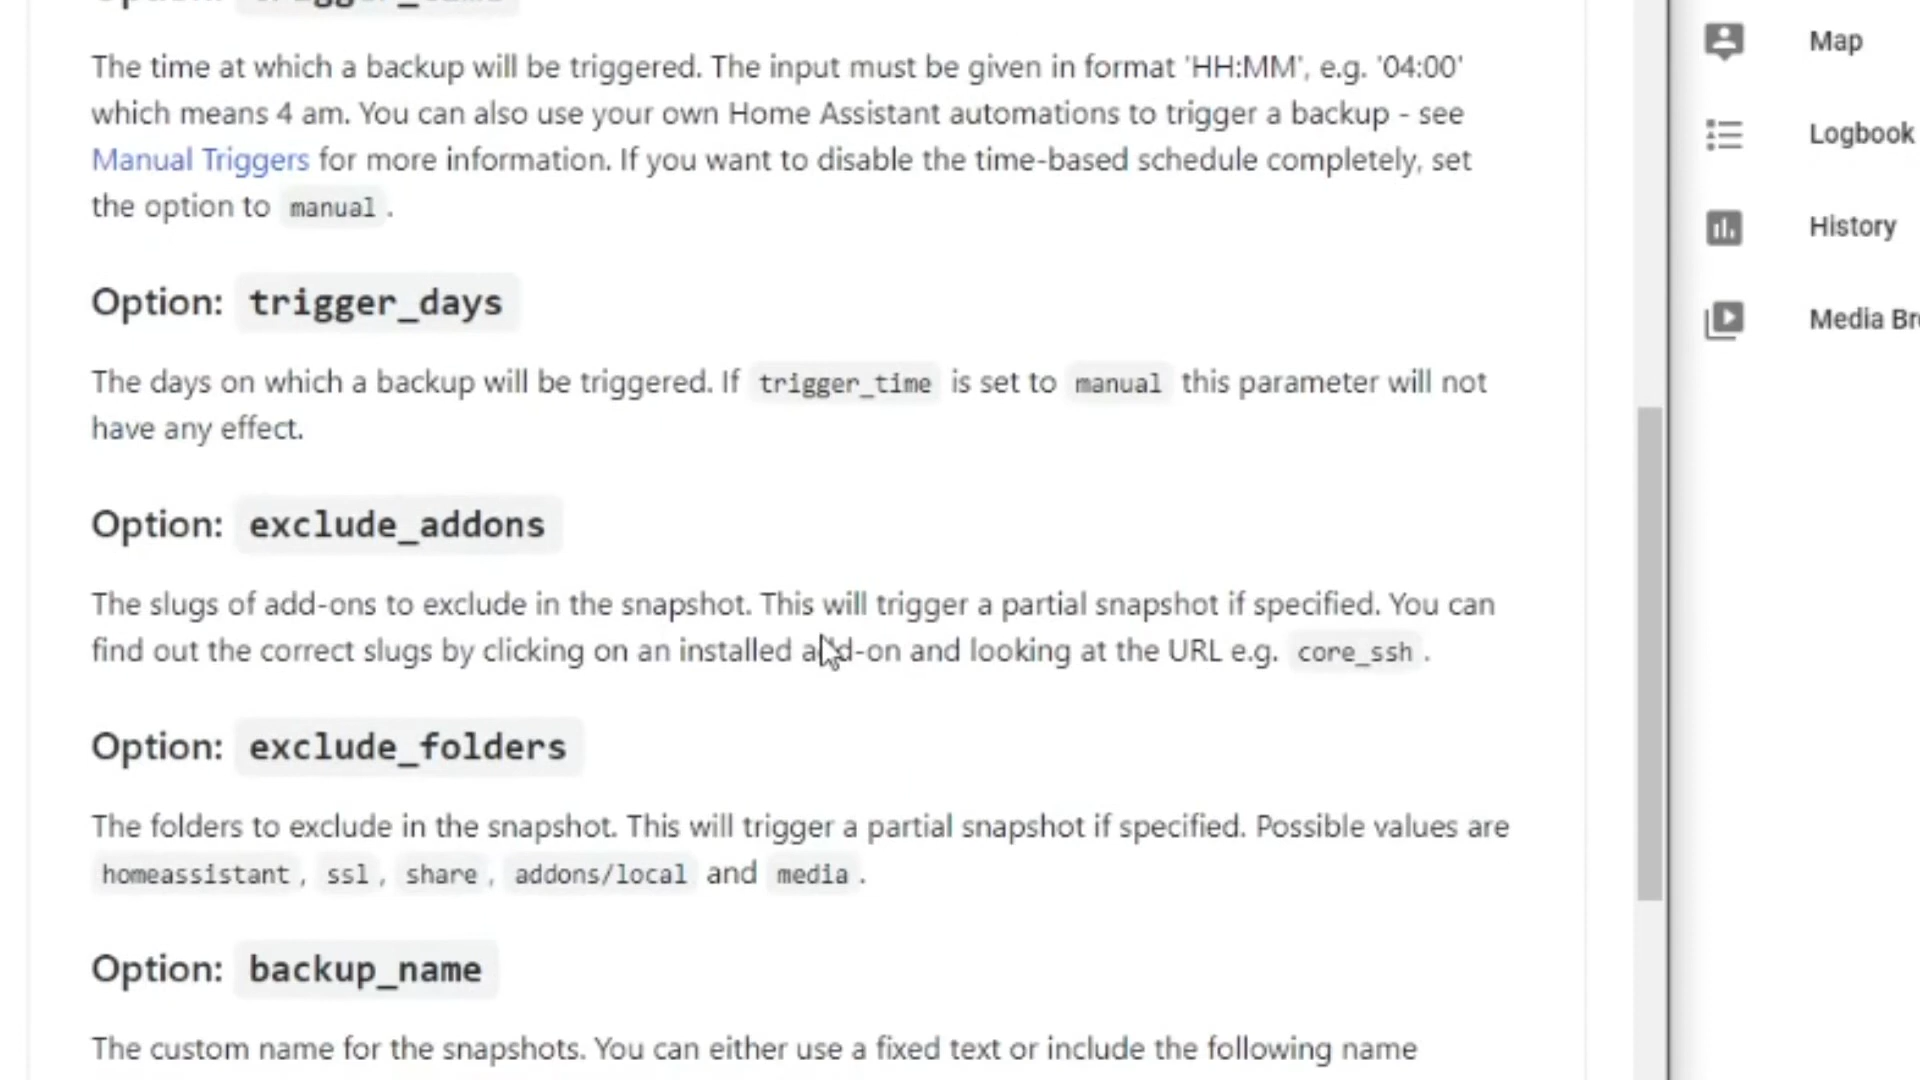 Option: trigger_time
The time at which a backup will be triggered. The input must be given in format 'HH:MM', e.g. '04:00'
which means 4 am. You can also use your own Home Assistant automations to trigger a backup - see
Manual Triggers for more information. If you want to disable the time-based schedule completely, set
the option to manual.
Option: trigger_days
The days on which a backup will be triggered. If trigger_time is set to manual this parameter will not
have any effect.
Option: exclude_addons
The slugs of add-ons to exclude in the snapshot. This will trigger a partial snapshot if specified. You can
find out the correct slugs by clicking on an installed add-on and looking at the URL e.g. core_ssh.
Option: exclude_folders
The folders to exclude in the snapshot. This will trigger a partial snapshot if specified. Possible values are
homeassistant, ssl, share, addons/local and media.
Option: backup_name
The custom name for the snapshots. You can either use a fixed text or include the following name
Map
Logbook
History
Media Br